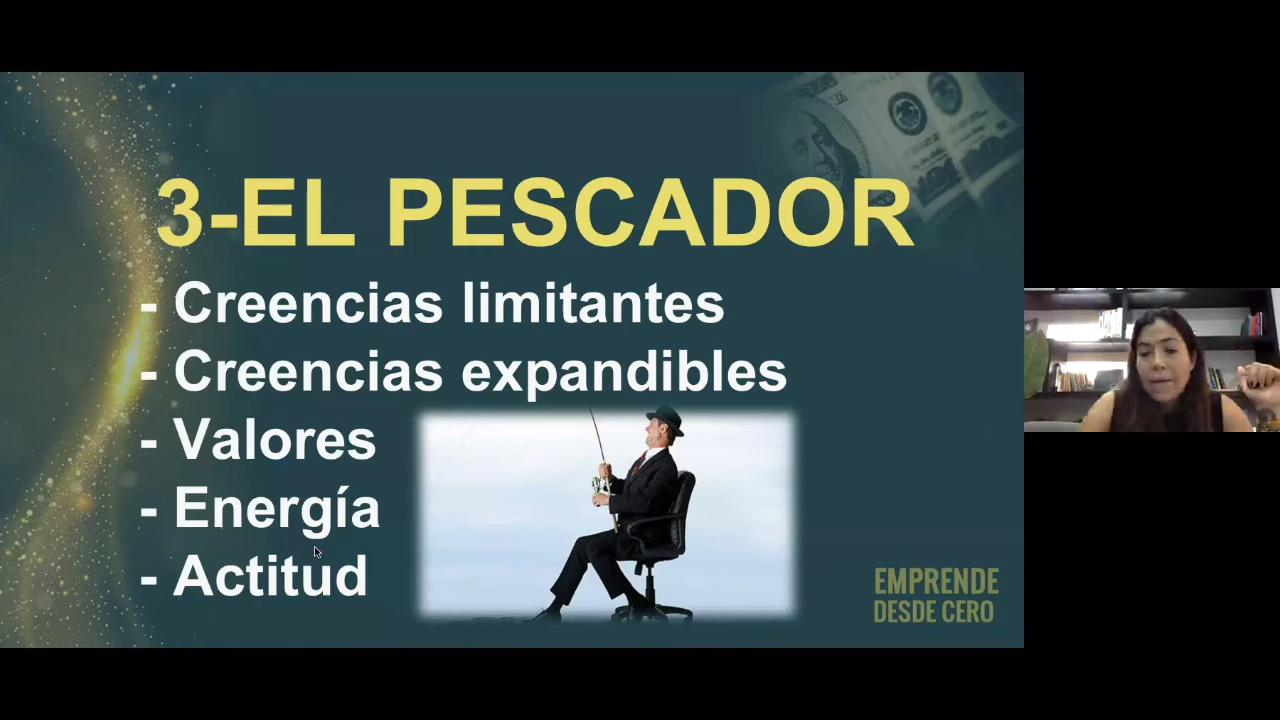 3-EL PESCADOR
- Creencias limitantes
- Creencias expandibles
- Valores
- Energía
- Actitud
EMPRENDE
DESDE CERO